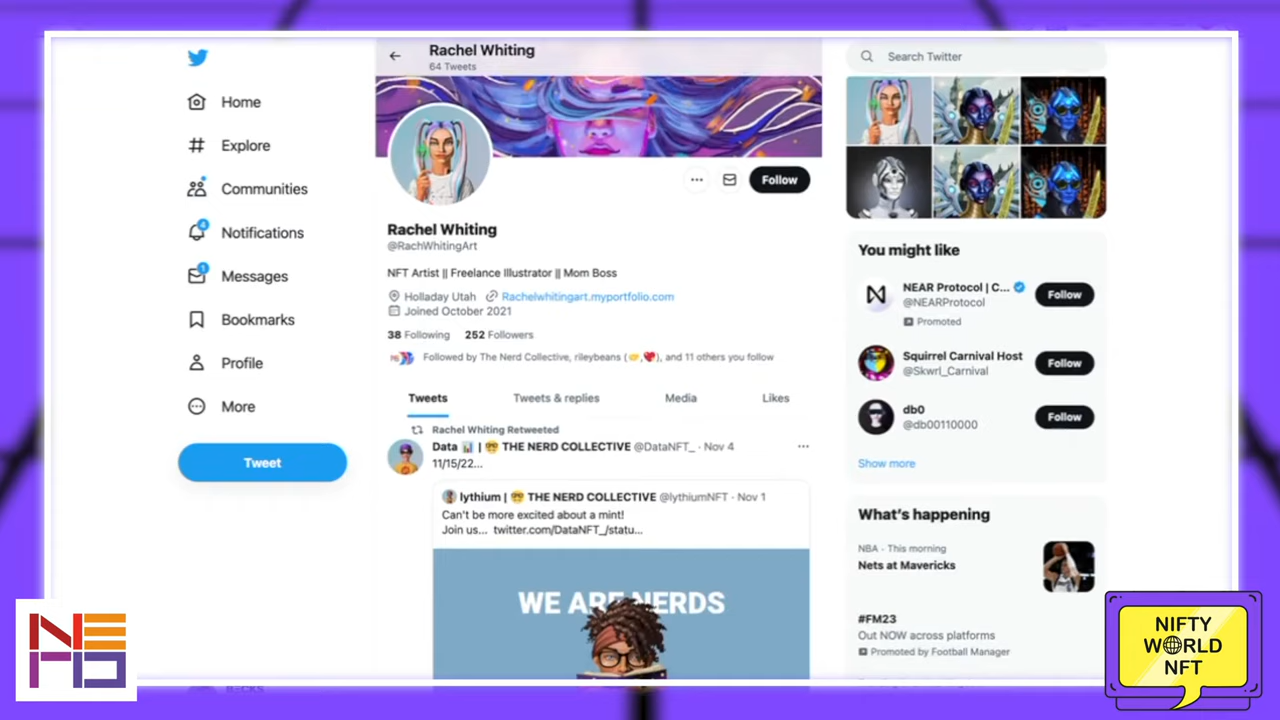 Rachel Whiting
64 Tweets
Search Twitter
Home
Explore
Communities
4
Notifications
1
Messages
Bookmarks
Profile
More
Tweet
Follow
Rachel Whiting
@RachWhitingArt
NFT Artist || Freelance Illustrator || Mom Boss
Holladay Utah Rachelwhitingart.myportfolio.com
Joined October 2021
38 Following 252 Followers
Followed by The Nerd Collective, rileybeans (🤝,❤️), and 11 others you follow
Tweets Tweets & replies Media Likes
Rachel Whiting Retweeted
Data 📊 | 🤓 THE NERD COLLECTIVE @DataNFT_ · Nov 4
11/15/22...
lythium | 🤓 THE NERD COLLECTIVE @lythiumNFT · Nov 1
Can't be more excited about a mint!
Join us... twitter.com/DataNFT_/statu...
WE ARE NERDS
You might like
NEAR Protocol | C...
@NEARProtocol
Follow
Promoted
Squirrel Carnival Host
@Skwrl_Carnival
Follow
db0
@db00110000
Follow
Show more
What's happening
NBA · This morning
Nets at Mavericks
#FM23
Out NOW across platforms
Promoted by Football Manager
NERD
NIFTY
WORLD
NFT